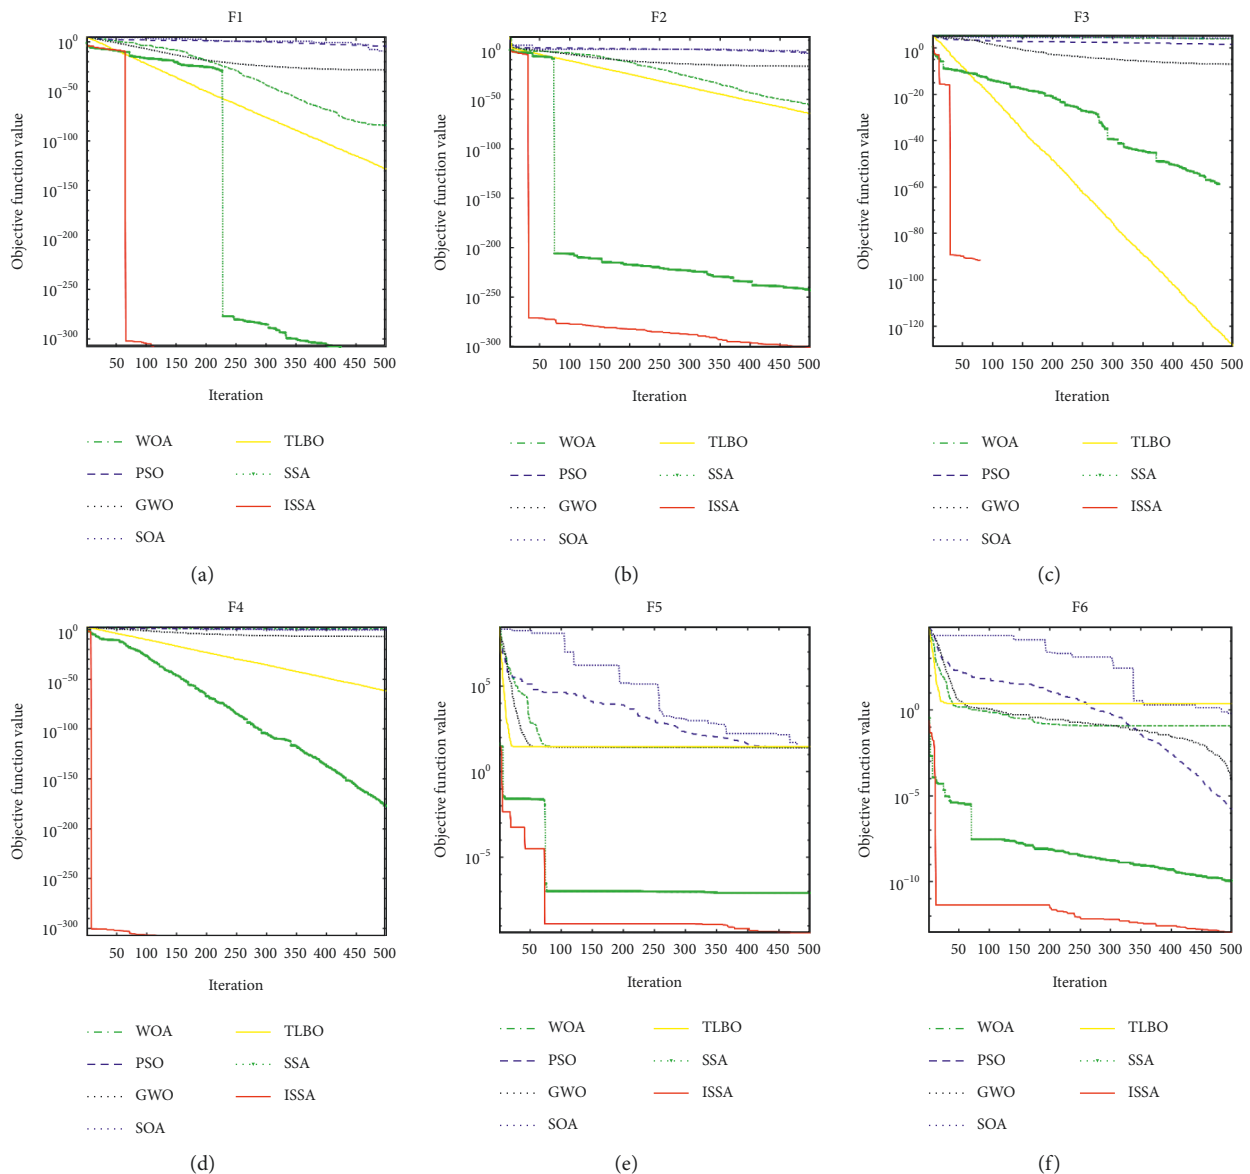 F1
Objective function value
10^0
10^-50
10^-100
10^-150
10^-200
10^-250
10^-300
50 100 150 200 250 300 350 400 450 500
Iteration
WOA
PSO
GWO
SOA
TLBO
SSA
ISSA
(a)
F2
Objective function value
10^0
10^-50
10^-100
10^-150
10^-200
10^-250
10^-300
50 100 150 200 250 300 350 400 450 500
Iteration
WOA
PSO
GWO
SOA
TLBO
SSA
ISSA
(b)
F3
Objective function value
10^0
10^-20
10^-40
10^-60
10^-80
10^-100
10^-120
50 100 150 200 250 300 350 400 450 500
Iteration
WOA
PSO
GWO
SOA
TLBO
SSA
ISSA
(c)
F4
Objective function value
10^0
10^-50
10^-100
10^-150
10^-200
10^-250
10^-300
50 100 150 200 250 300 350 400 450 500
Iteration
WOA
PSO
GWO
SOA
TLBO
SSA
ISSA
(d)
F5
Objective function value
10^5
10^0
10^-5
50 100 150 200 250 300 350 400 450 500
Iteration
WOA
PSO
GWO
SOA
TLBO
SSA
ISSA
(e)
F6
Objective function value
10^0
10^-5
10^-10
50 100 150 200 250 300 350 400 450 500
Iteration
WOA
PSO
GWO
SOA
TLBO
SSA
ISSA
(f)